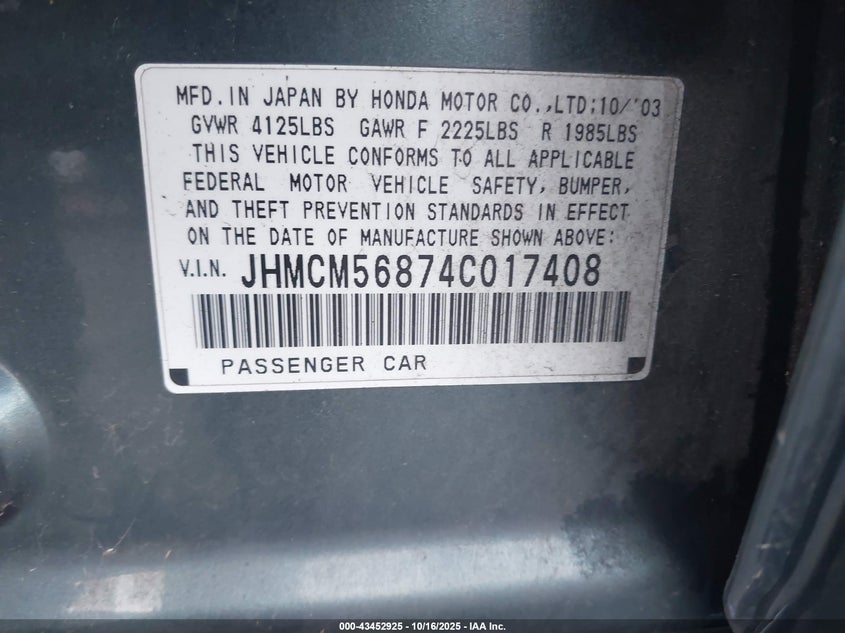 MFD.IN JAPAN BY HONDA MOTOR CO.,LTD;10/'03
GVWR 4125LBS GAWR F 2225LBS R 1985LBS
THIS VEHICLE CONFORMS TO ALL APPLICABLE
FEDERAL MOTOR VEHICLE SAFETY, BUMPER,
AND THEFT PREVENTION STANDARDS IN EFFECT
ON THE DATE OF MANUFACTURE SHOWN ABOVE:
V.I.N. JHMCM56874C017408
PASSENGER CAR
000-43452925 - 10/16/2025 - IAA Inc.